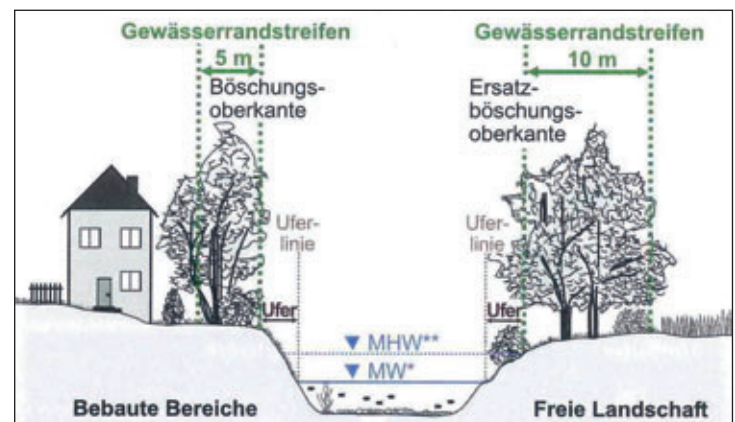 Gewässerrandstreifen
5 m
Böschungs-
oberkante
Ufer-
linie
Ufer
Gewässerrandstreifen
10 m
Ersatz-
böschungs-
oberkante
Ufer-
linie
Ufer
MHW**
MW*
Bebaute Bereiche
Freie Landschaft